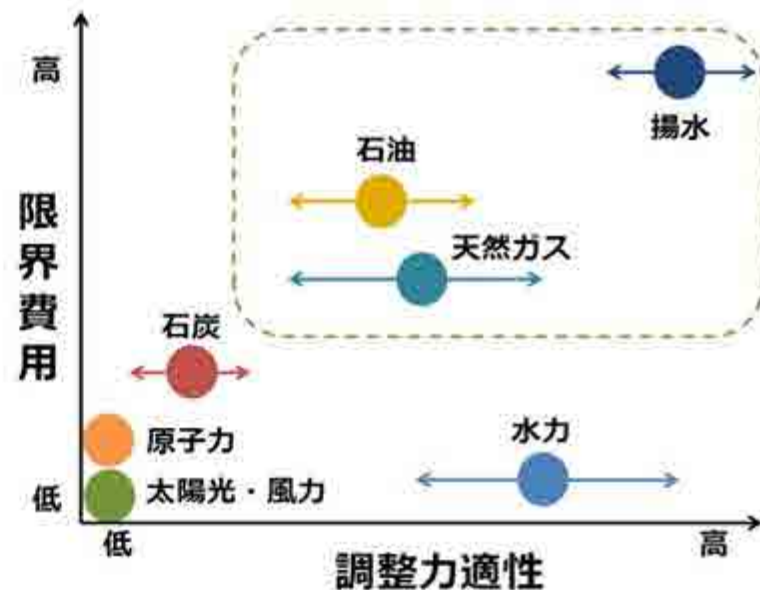 高
揚水
石油
限界費用
天然ガス
石炭
水力
原子力
太陽光・風力
低
低
高
調整力適性